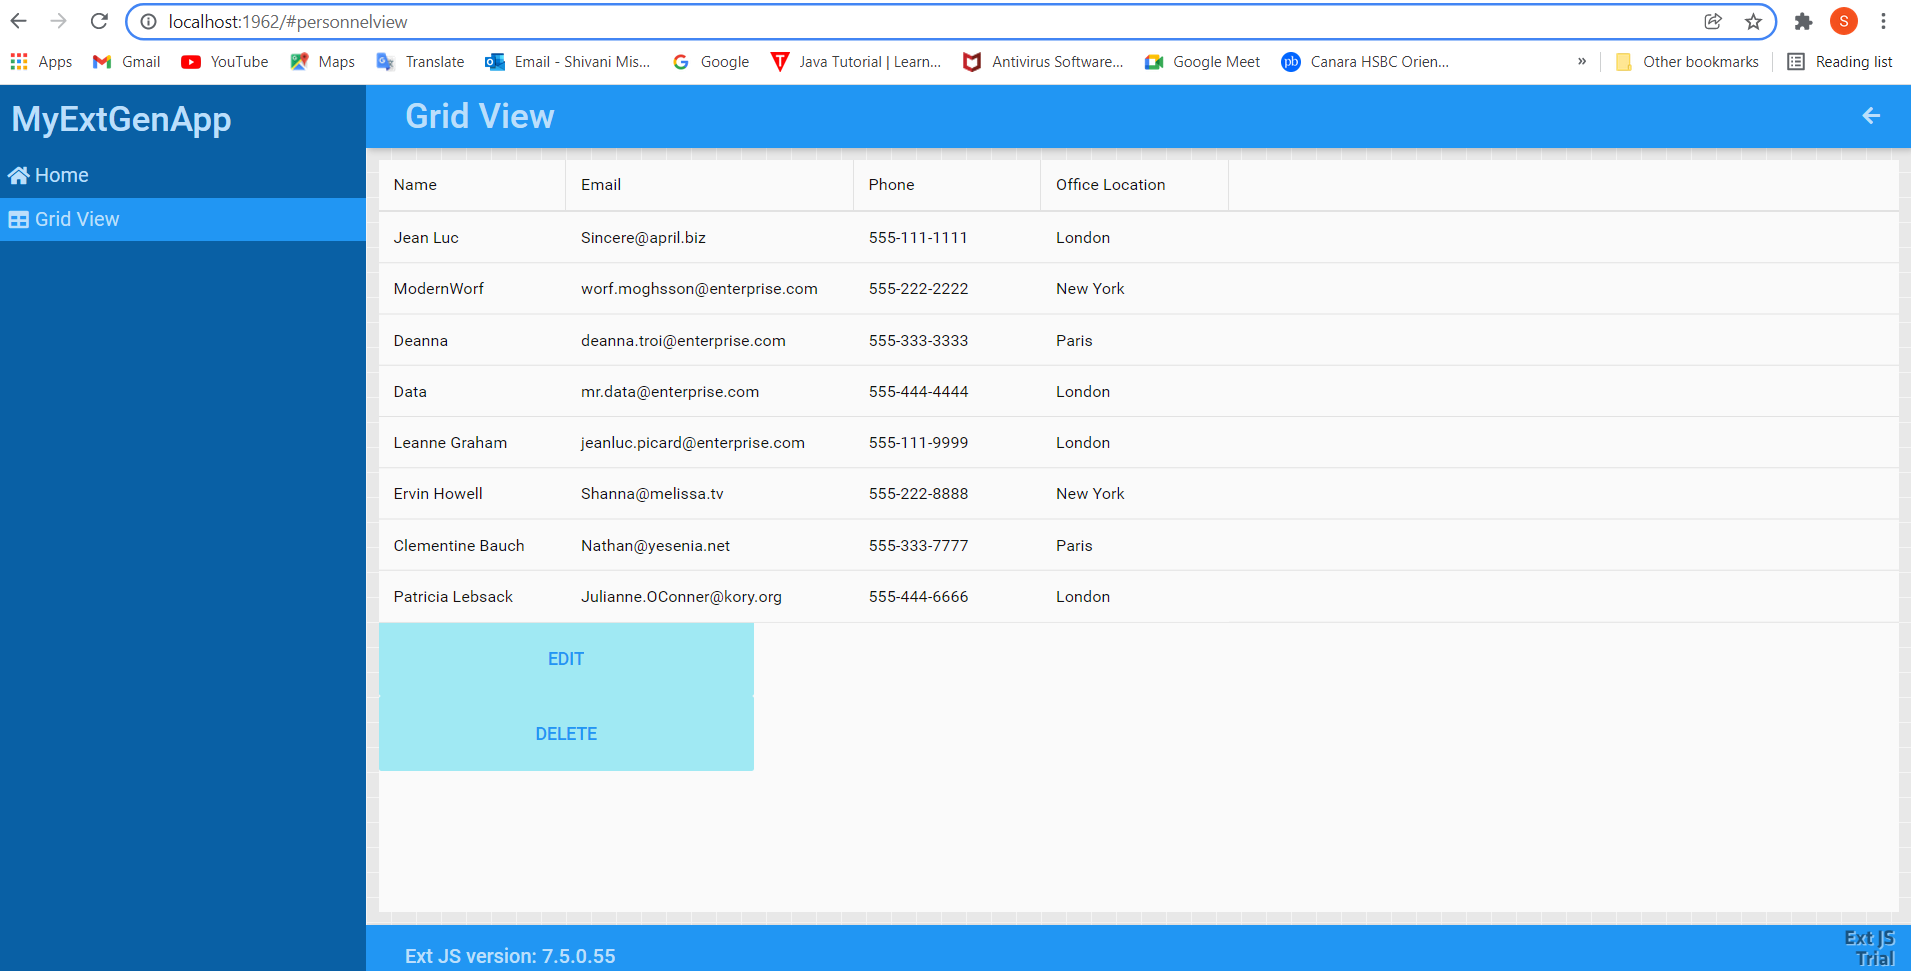 localhost:1962/#personnelview
S
Apps Gmail YouTube Maps Translate Email - Shivani Mis... Google Java Tutorial | Learn... Antivirus Software... Google Meet pb Canara HSBC Orien... » Other bookmarks Reading list
MyExtGenApp
Home
Grid View
Grid View
Name Email Phone Office Location
Jean Luc Sincere@april.biz 555-111-1111 London
ModernWorf worf.moghsson@enterprise.com 555-222-2222 New York
Deanna deanna.troi@enterprise.com 555-333-3333 Paris
Data mr.data@enterprise.com 555-444-4444 London
Leanne Graham jeanluc.picard@enterprise.com 555-111-9999 London
Ervin Howell Shanna@melissa.tv 555-222-8888 New York
Clementine Bauch Nathan@yesenia.net 555-333-7777 Paris
Patricia Lebsack Julianne.OConner@kory.org 555-444-6666 London
EDIT
DELETE
Ext JS version: 7.5.0.55
Ext JS
Trial